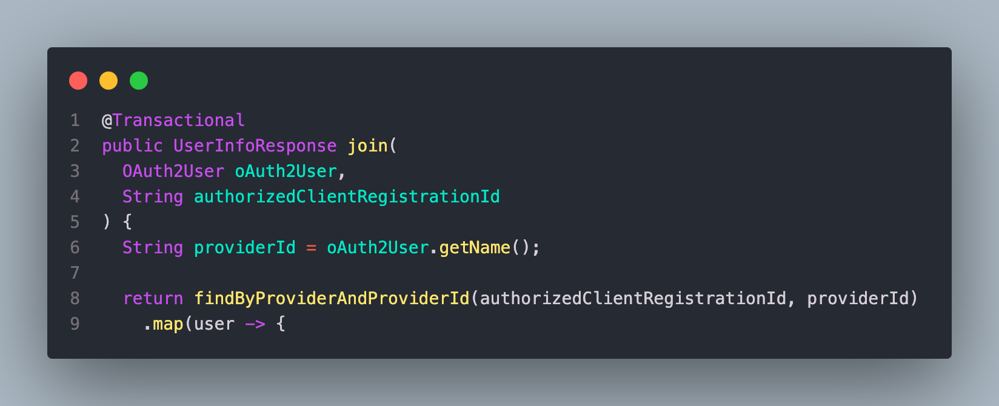 1 @Transactional
2 public UserInfoResponse join(
3   OAuth2User oAuth2User,
4   String authorizedClientRegistrationId
5 ) {
6   String providerId = oAuth2User.getName();
7
8   return findByProviderAndProviderId(authorizedClientRegistrationId, providerId)
9     .map(user -> {